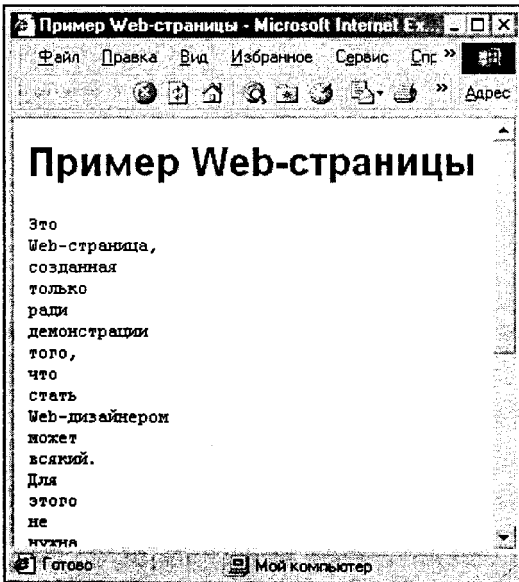 Пример Web-страницы - Microsoft Internet Ex...
Файл Правка Вид Избранное Сервис Спр »
» Адрес
Пример Web-страницы
Это
Web-страница,
созданная
только
ради
демонстрации
того,
что
стать
Web-дизайнером
может
всякий.
Для
этого
не
нужна
Готово Мой компьютер